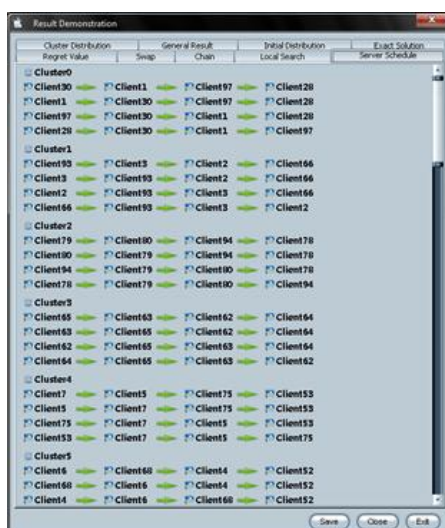 Result Demonstration
Cluster Distribution General Result Initial Distribution Exact Solution
Regret Value Swap Chain Local Search Server Schedule
Cluster0
Client30 Client1 Client97 Client28
Client1 Client30 Client97 Client28
Client97 Client30 Client1 Client28
Client28 Client30 Client1 Client97
Cluster1
Client93 Client3 Client2 Client66
Client3 Client93 Client2 Client66
Client2 Client93 Client3 Client66
Client66 Client93 Client3 Client2
Cluster2
Client79 Client80 Client94 Client78
Client80 Client79 Client94 Client78
Client94 Client79 Client80 Client78
Client78 Client79 Client80 Client94
Cluster3
Client65 Client63 Client62 Client64
Client63 Client65 Client62 Client64
Client62 Client65 Client63 Client64
Client64 Client65 Client63 Client62
Cluster4
Client7 Client5 Client75 Client53
Client5 Client7 Client75 Client53
Client75 Client7 Client5 Client53
Client53 Client7 Client5 Client75
Cluster5
Client6 Client68 Client4 Client52
Client68 Client6 Client4 Client52
Client4 Client6 Client68 Client52
Save Close Exit